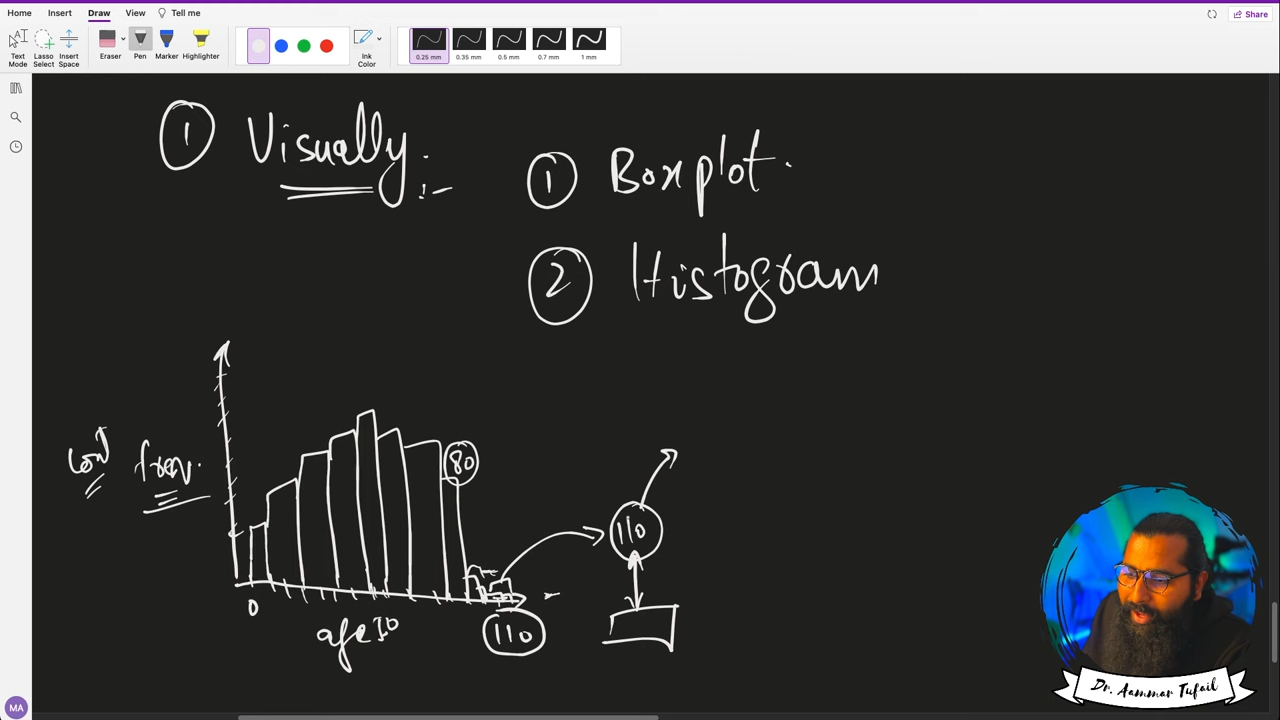 Home Insert Draw View Tell me
Share
Text Mode
Lasso Select
Insert Space
Eraser
Pen
Marker
Highlighter
Ink Color
0.25 mm
0.35 mm
0.5 mm
0.7 mm
1 mm
① Visually :-
① Boxplot.
② Histogram
80
110
0
age
110
MA
Dr. Aammar Tufail